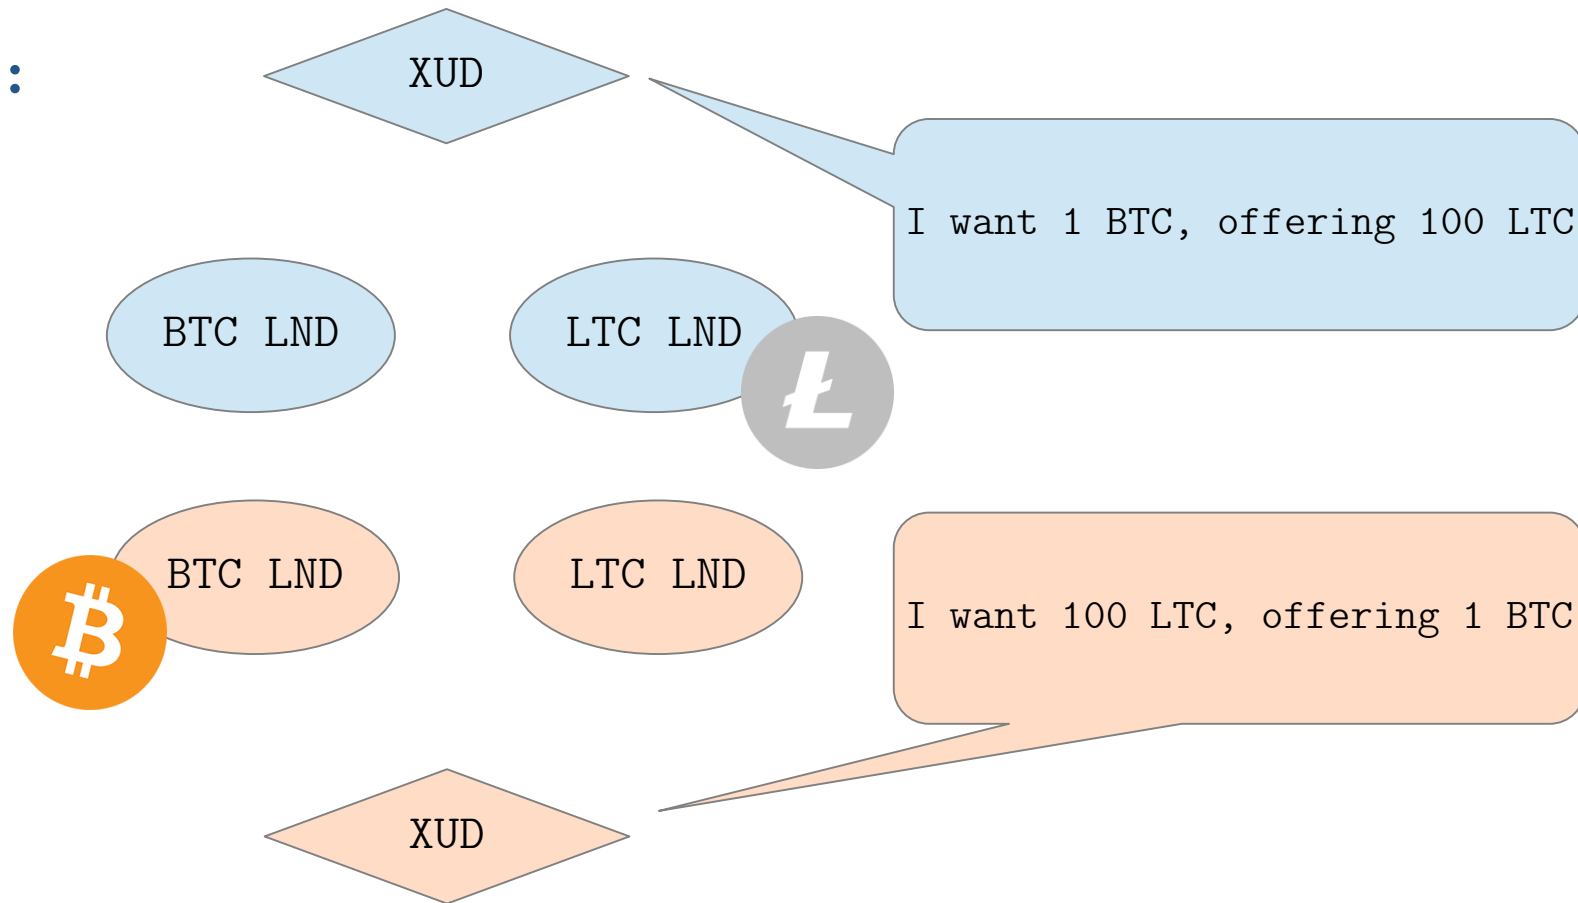 :
XUD
I want 1 BTC, offering 100 LTC
BTC LND
LTC LND
BTC LND
LTC LND
I want 100 LTC, offering 1 BTC
XUD